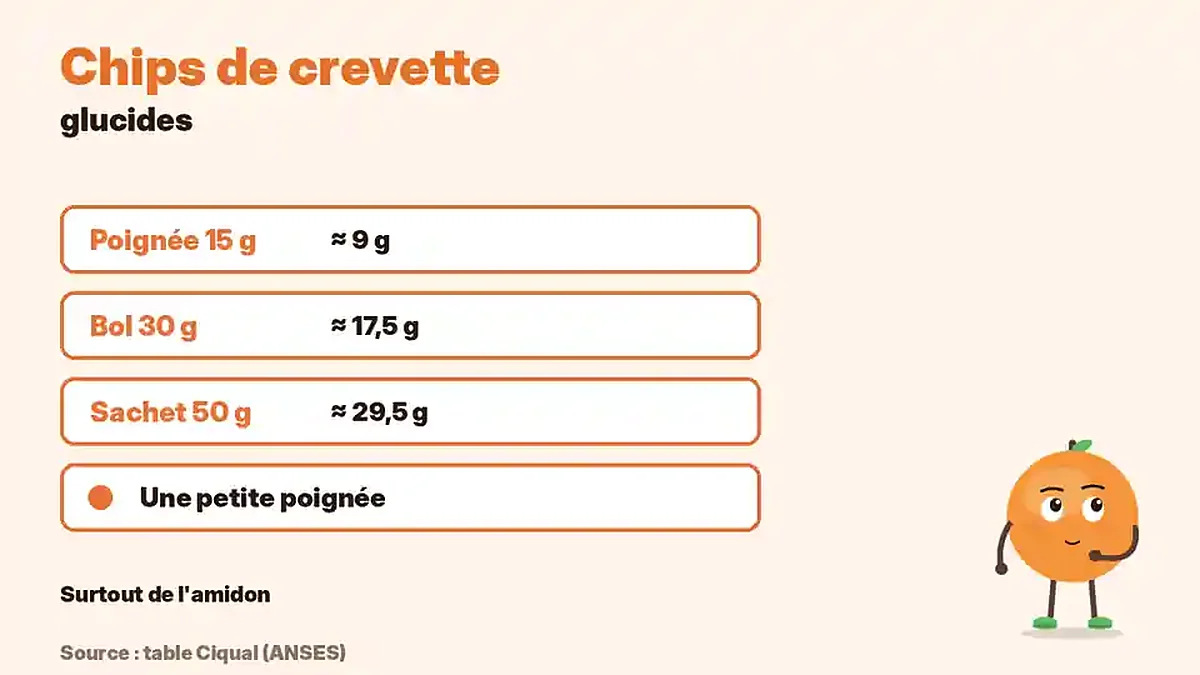 Chips de crevette
glucides
Poignée 15 g ≈ 9 g
Bol 30 g ≈ 17,5 g
Sachet 50 g ≈ 29,5 g
Une petite poignée
Surtout de l'amidon
Source : table Ciqual (ANSES)